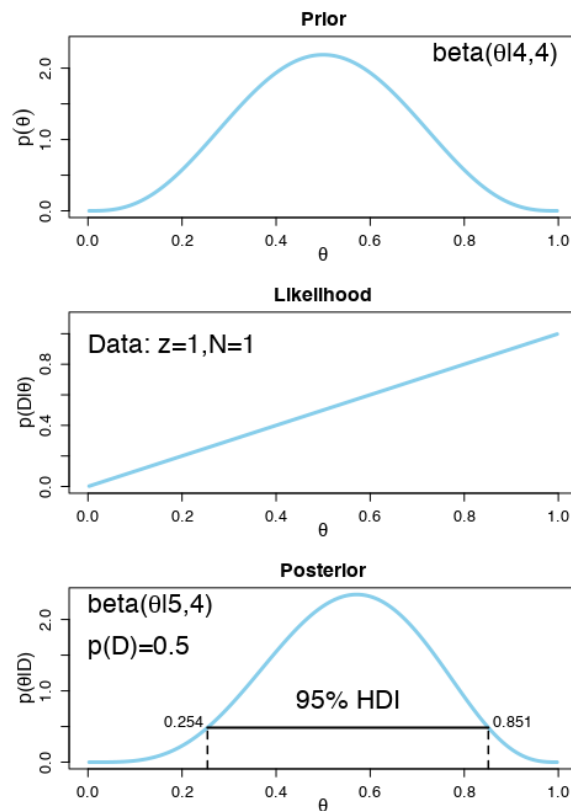 Prior
beta(θ|4,4)
p(θ)
0.0 1.0 2.0
0.0 0.2 0.4 0.6 0.8 1.0
θ
Likelihood
Data: z=1,N=1
p(D|θ)
0.0 0.4 0.8
0.0 0.2 0.4 0.6 0.8 1.0
θ
Posterior
beta(θ|5,4)
p(D)=0.5
p(θ|D)
0.0 1.0 2.0
95% HDI
0.254 0.851
0.0 0.2 0.4 0.6 0.8 1.0
θ